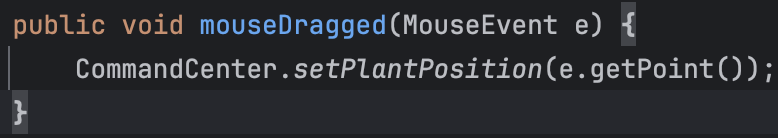 public void mouseDragged(MouseEvent e) {
    CommandCenter.setPlantPosition(e.getPoint());
}